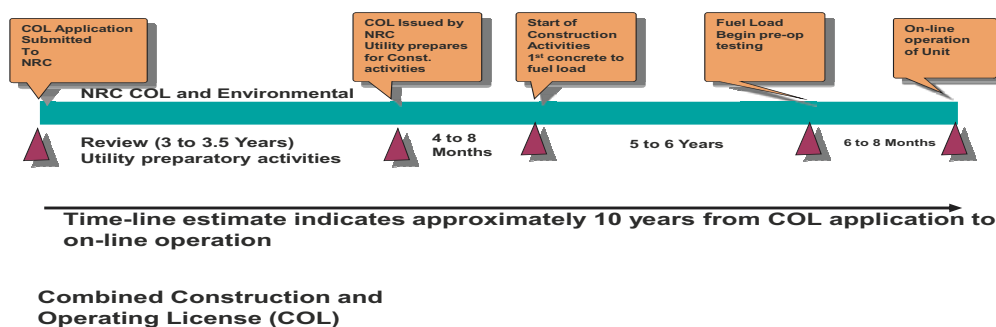 COL Application
Submitted
To
NRC
COL Issued by
NRC
Utility prepares
for Const.
activities
Start of
Construction
Activities
1st concrete to
fuel load
Fuel Load
Begin pre-op
testing
On-line
operation
of Unit
NRC COL and Environmental
Review (3 to 3.5 Years)
Utility preparatory activities
4 to 8
Months
5 to 6 Years
6 to 8 Months
Time-line estimate indicates approximately 10 years from COL application to
on-line operation
Combined Construction and
Operating License (COL)